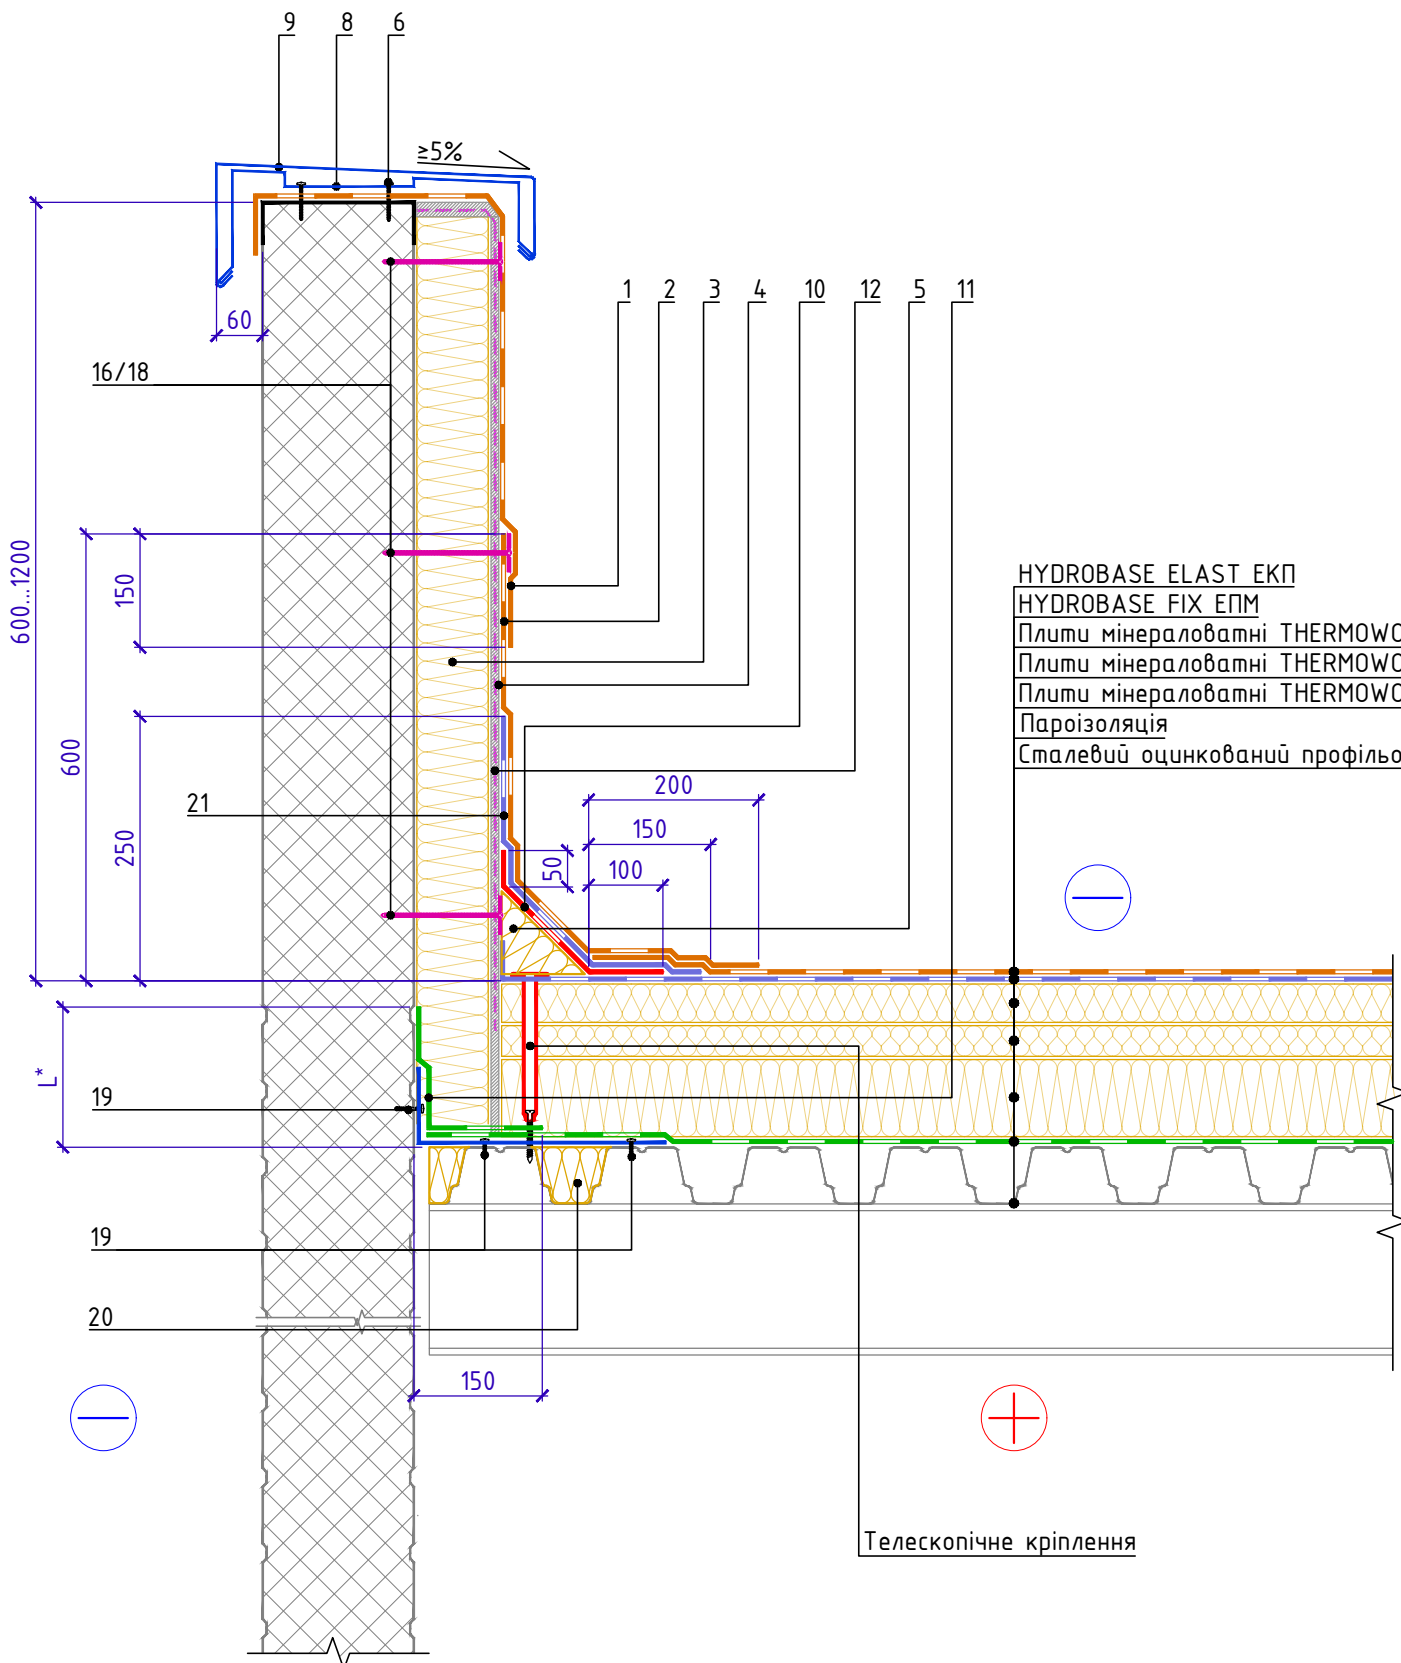 9 8 6
≥5%
1 2 3 4 10 12 5 11
60
16/18
600...1200
150
HYDROBASE ELAST ЕКП
HYDROBASE FIX ЕПМ
Плити мінераловатні THERMOWO
Плити мінераловатні THERMOWO
Плити мінераловатні THERMOWO
Пароізоляція
Сталевий оцинкований профільо
600
250
21
200
150
100
50
L*
19
19
20
150
Телескопічне кріплення